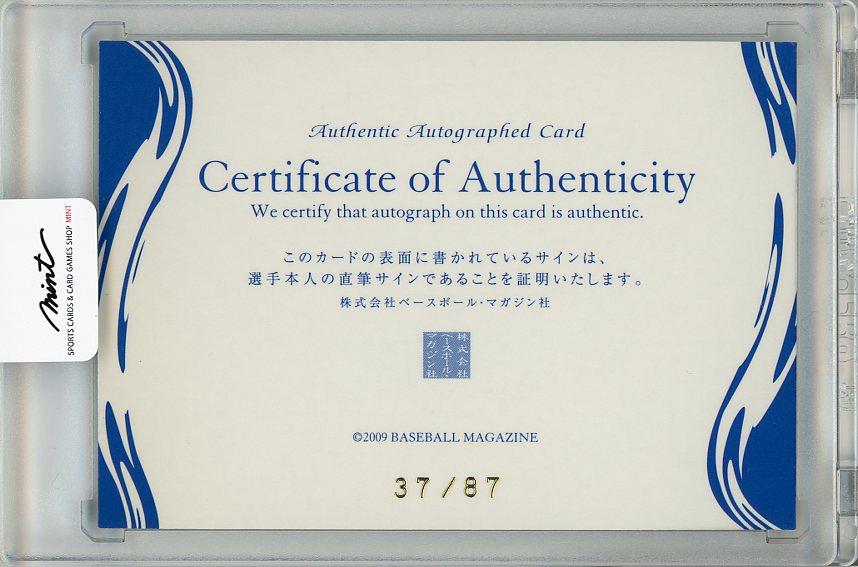 Authentic Autographed Card
Certificate of Authenticity
We certify that autograph on this card is authentic.
このカードの表面に書かれているサインは、
選手本人の直筆サインであることを証明いたします。
株式会社ベースボール・マガジン社
株式会社
ベースボール・
マガジン社
©2009 BASEBALL MAGAZINE
37/87
mint
SPORTS CARDS & CARD GAMES SHOP MINT